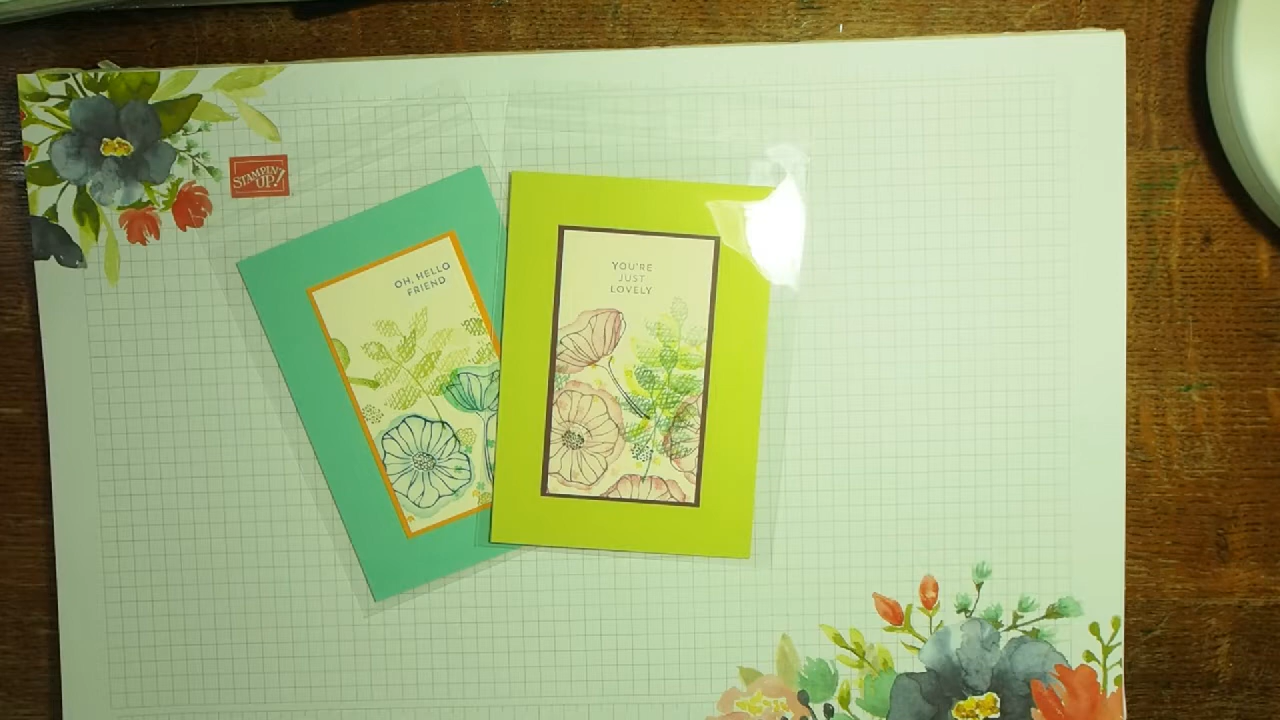 STAMPIN'
UP!
OH, HELLO
FRIEND
YOU'RE
JUST
LOVELY